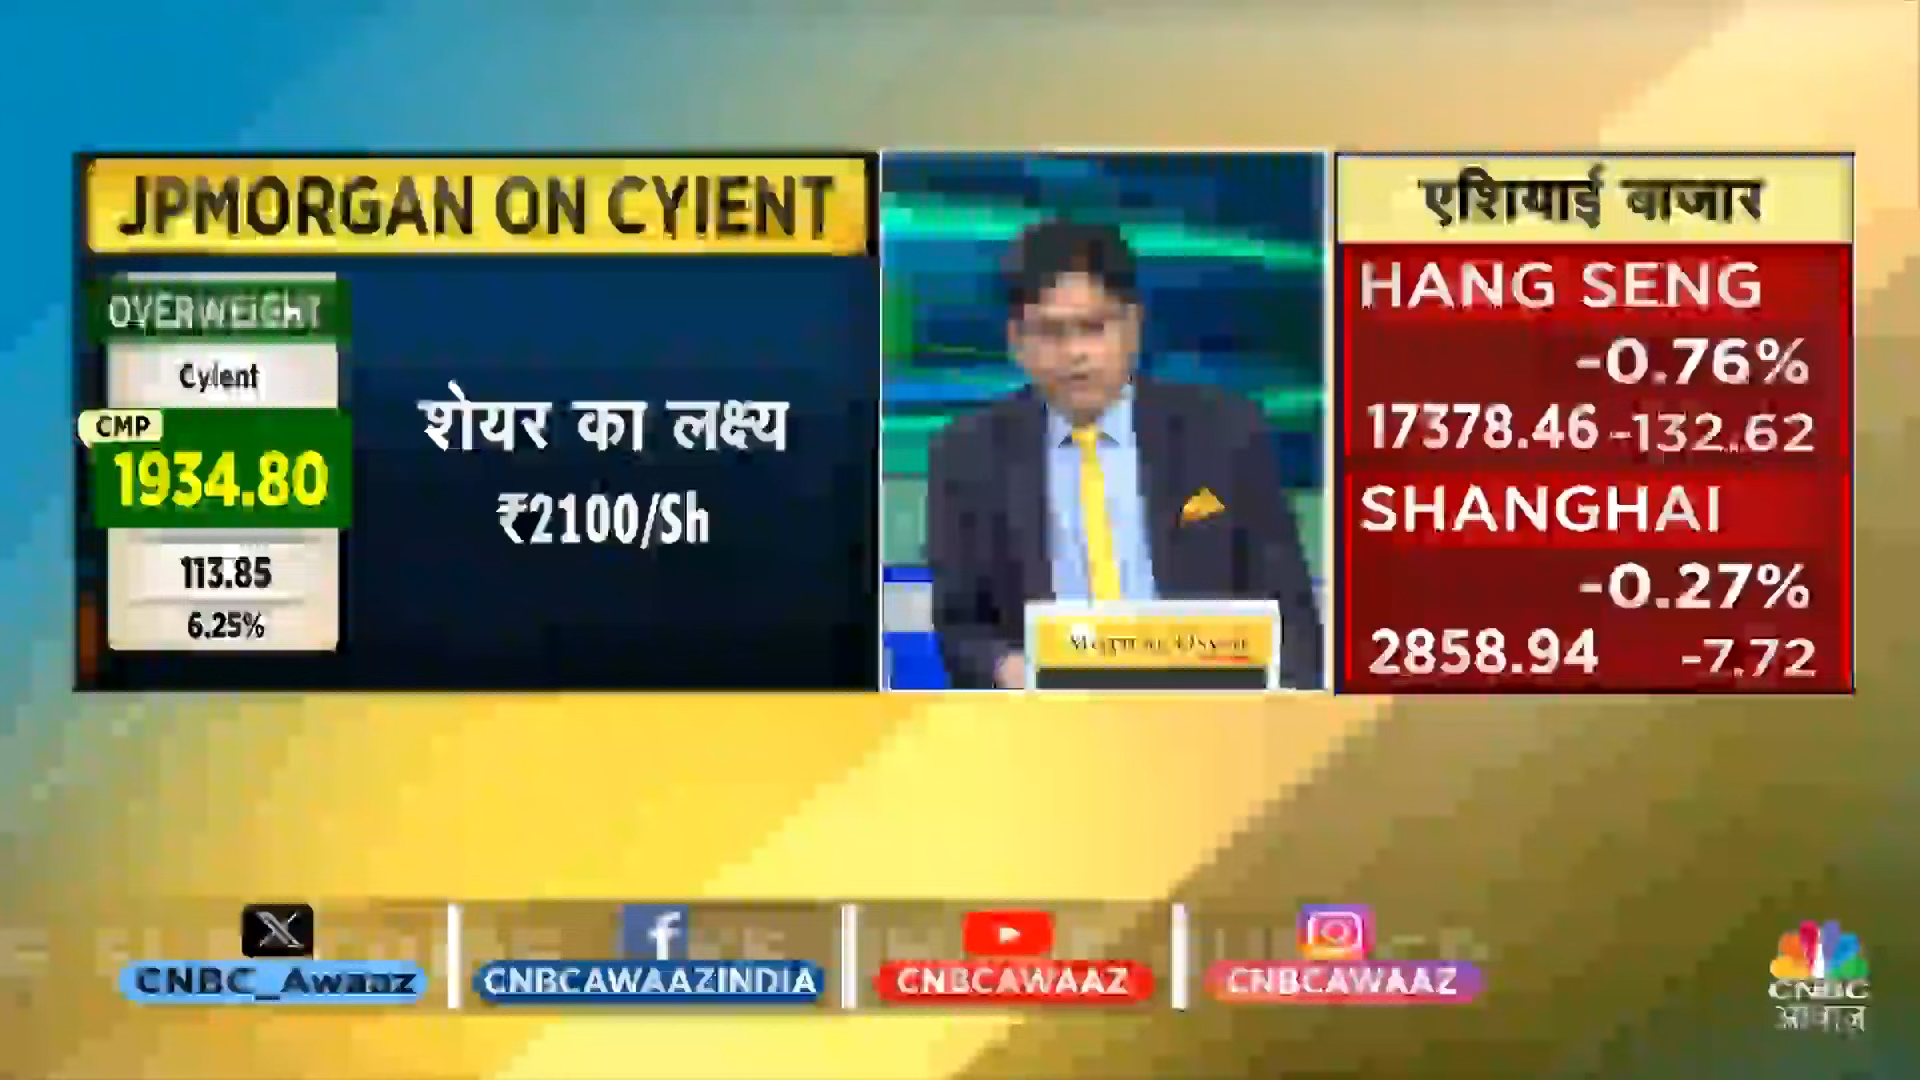 JPMORGAN ON CYIENT
OVERWEIGHT
Cyient
CMP
1934.80
113.85
6.25%
शेयर का लक्ष्य
₹2100/Sh
एशियाई बाजार
HANG SENG
-0.76%
17378.46 -132.62
SHANGHAI
-0.27%
2858.94 -7.72
CNBC_Awaaz
CNBCAWAAZINDIA
CNBCAWAAZ
CNBCAWAAZ
CNBC
आवाज़